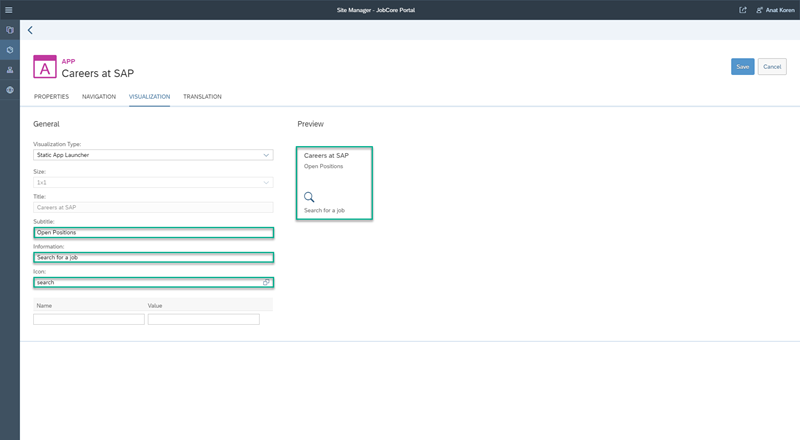 Site Manager - JobCore Portal
Anat Koren
A
APP
Careers at SAP
Save
Cancel
PROPERTIES
NAVIGATION
VISUALIZATION
TRANSLATION
General
Visualization Type:
Static App Launcher
Size:
1x1
Title:
Careers at SAP
Subtitle:
Open Positions
Information:
Search for a job
Icon:
search
Name
Value
Preview
Careers at SAP
Open Positions
Search for a job